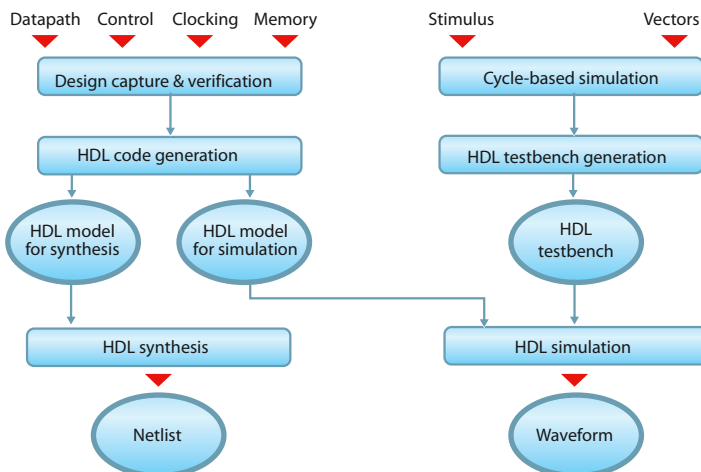 Datapath Control Clocking Memory Stimulus Vectors
Design capture & verification
Cycle-based simulation
HDL code generation
HDL testbench generation
HDL model
for synthesis
HDL model
for simulation
HDL
testbench
HDL synthesis
HDL simulation
Netlist
Waveform